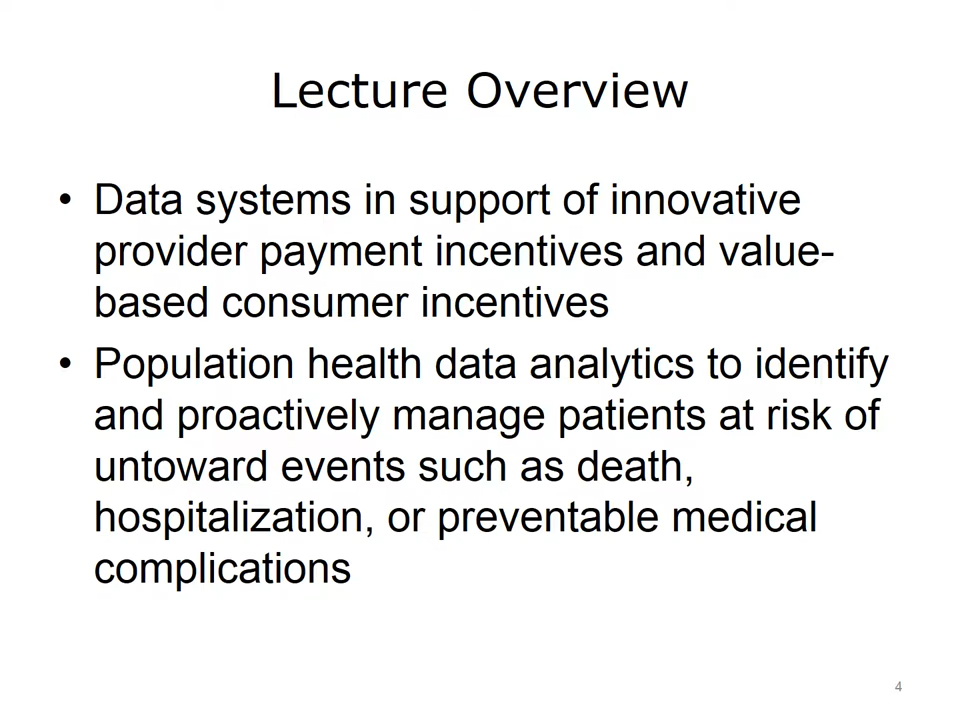 Lecture Overview
• Data systems in support of innovative
provider payment incentives and value-
based consumer incentives
• Population health data analytics to identify
and proactively manage patients at risk of
untoward events such as death,
hospitalization, or preventable medical
complications
4